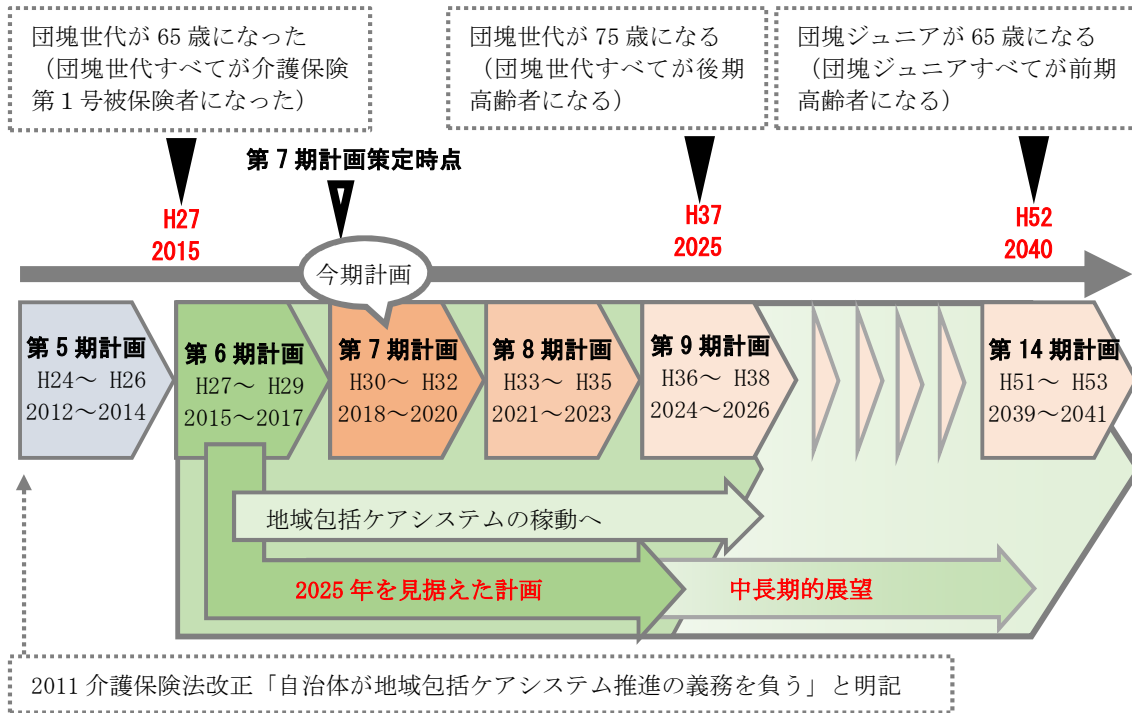 団塊世代が 65 歳になった
（団塊世代すべてが介護保険
第１号被保険者になった）
団塊世代が 75 歳になる
（団塊世代すべてが後期
高齢者になる）
団塊ジュニアが 65 歳になる
（団塊ジュニアすべてが前期
高齢者になる）
第 7 期計画策定時点
H27
2015
H37
2025
H52
2040
今期計画
第 5 期計画
H24～ H26
2012～2014
第 6 期計画
H27～ H29
2015～2017
第 7 期計画
H30～ H32
2018～2020
第 8 期計画
H33～ H35
2021～2023
第 9 期計画
H36～ H38
2024～2026
第 14 期計画
H51～ H53
2039～2041
地域包括ケアシステムの稼動へ
2025 年を見据えた計画
中長期的展望
2011 介護保険法改正「自治体が地域包括ケアシステム推進の義務を負う」と明記